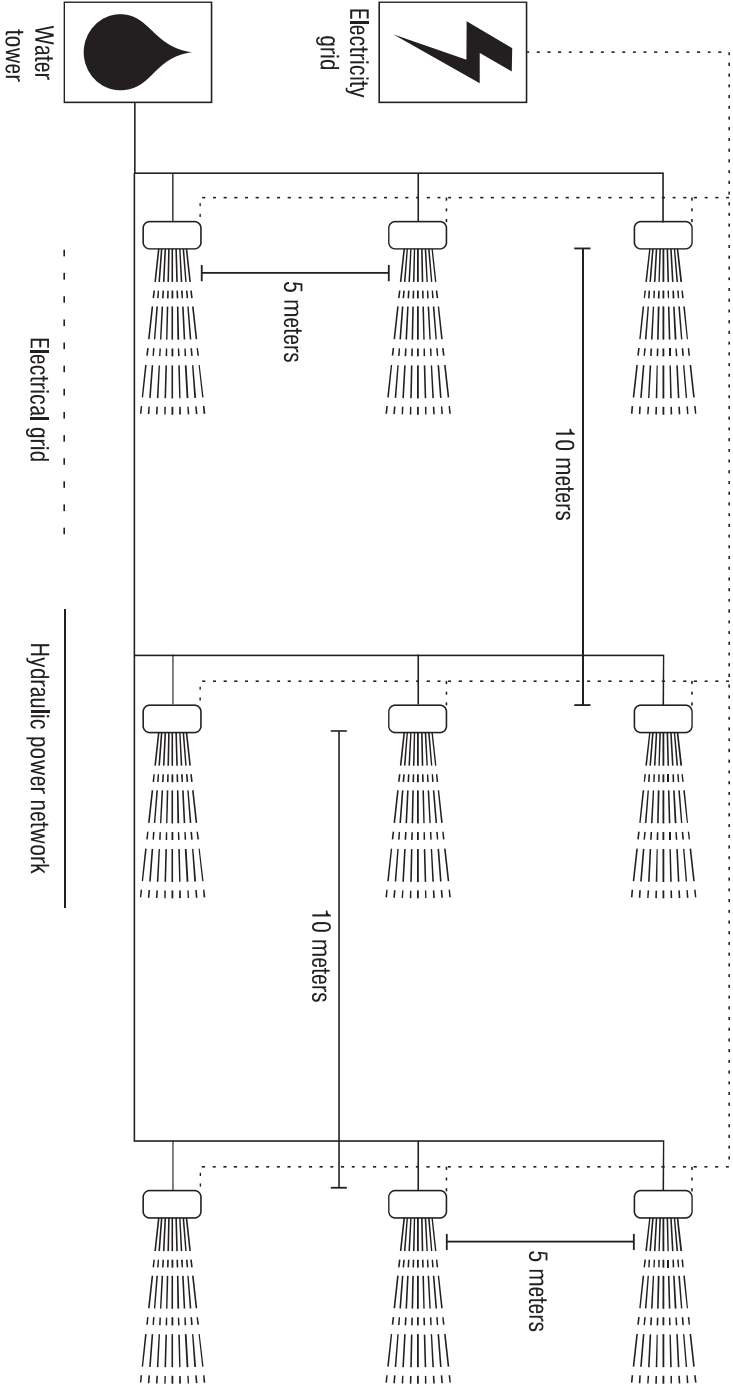 Water
tower
Electricity
grid
5 meters
10 meters
10 meters
5 meters
Electrical grid
Hydraulic power network